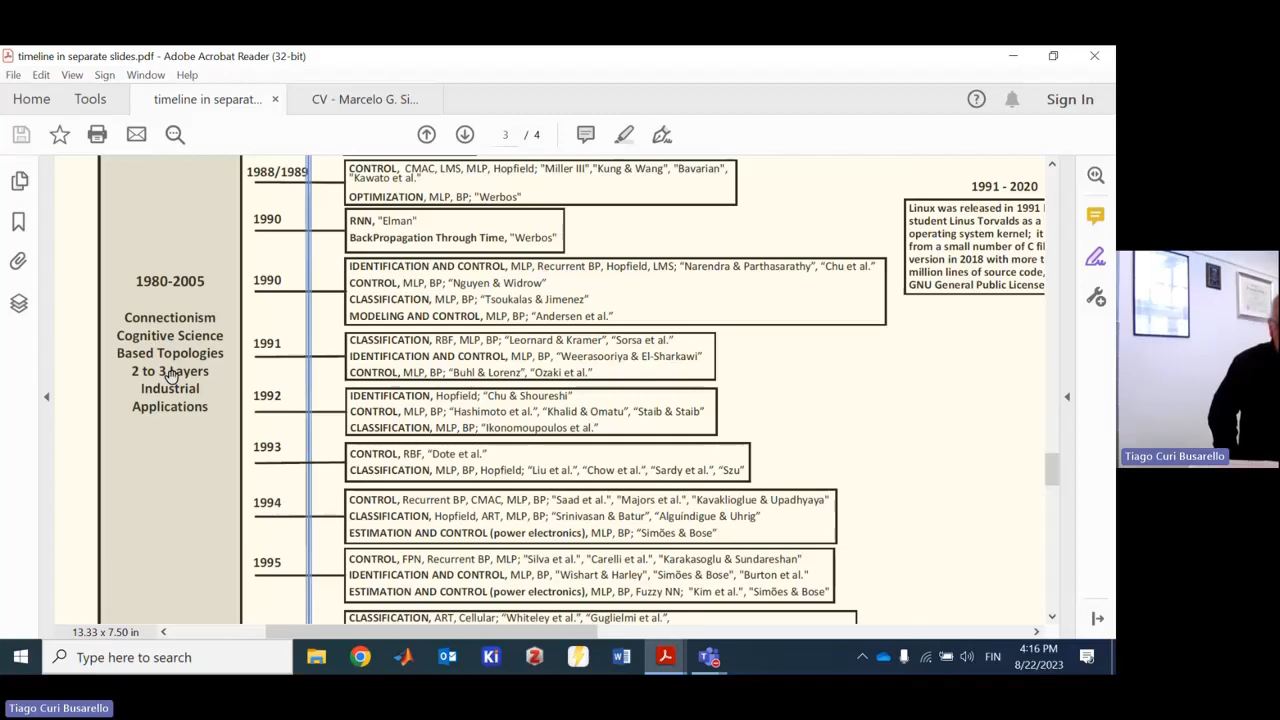 timeline in separate slides.pdf - Adobe Acrobat Reader (32-bit)
File Edit View Sign Window Help
Home Tools timeline in separat... × CV - Marcelo G. Si... Sign In
3 / 4
1980-2005
Connectionism
Cognitive Science
Based Topologies
2 to 3 Layers
Industrial
Applications
1988/1989
CONTROL, CMAC, LMS, MLP, Hopfield; "Miller III","Kung & Wang", "Bavarian",
"Kawato et al."
OPTIMIZATION, MLP, BP; "Werbos"
1990
RNN, "Elman"
BackPropagation Through Time, "Werbos"
1990
IDENTIFICATION AND CONTROL, MLP, Recurrent BP, Hopfield, LMS; “Narendra & Parthasarathy”, “Chu et al.”
CONTROL, MLP, BP; “Nguyen & Widrow”
CLASSIFICATION, MLP, BP; “Tsoukalas & Jimenez”
MODELING AND CONTROL, MLP, BP; “Andersen et al.”
1991
CLASSIFICATION, RBF, MLP, BP; “Leornard & Kramer”, “Sorsa et al.”
IDENTIFICATION AND CONTROL, MLP, BP, “Weerasooriya & El-Sharkawi”
CONTROL, MLP, BP; “Buhl & Lorenz”, “Ozaki et al.”
1992
IDENTIFICATION, Hopfield; “Chu & Shoureshi”
CONTROL, MLP, BP; “Hashimoto et al.”, “Khalid & Omatu”, “Staib & Staib”
CLASSIFICATION, MLP, BP; “Ikonomoupoulos et al.”
1993
CONTROL, RBF, “Dote et al.”
CLASSIFICATION, MLP, BP, Hopfield; “Liu et al.”, “Chow et al.”, “Sardy et al.”, “Szu”
1994
CONTROL, Recurrent BP, CMAC, MLP, BP; "Saad et al.", "Majors et al.", "Kavaklioglue & Upadhyaya"
CLASSIFICATION, Hopfield, ART, MLP, BP; “Srinivasan & Batur”, “Alguíndigue & Uhrig”
ESTIMATION AND CONTROL (power electronics), MLP, BP; “Simões & Bose”
1995
CONTROL, FPN, Recurrent BP, MLP; "Silva et al.", "Carelli et al.", "Karakasoglu & Sundareshan"
IDENTIFICATION AND CONTROL, MLP, BP, "Wishart & Harley", "Simões & Bose", "Burton et al."
ESTIMATION AND CONTROL (power electronics), MLP, BP, Fuzzy NN; "Kim et al.", "Simões & Bose"
CLASSIFICATION, ART, Cellular; “Whiteley et al.”, “Guglielmi et al.”,
1991 - 2020
Linux was released in 1991
student Linus Torvalds as a
operating system kernel; it
from a small number of C fil
version in 2018 with more t
million lines of source code,
GNU General Public License
13.33 x 7.50 in
Type here to search
Ki
FIN
4:16 PM
8/22/2023
Tiago Curi Busarello
Tiago Curi Busarello